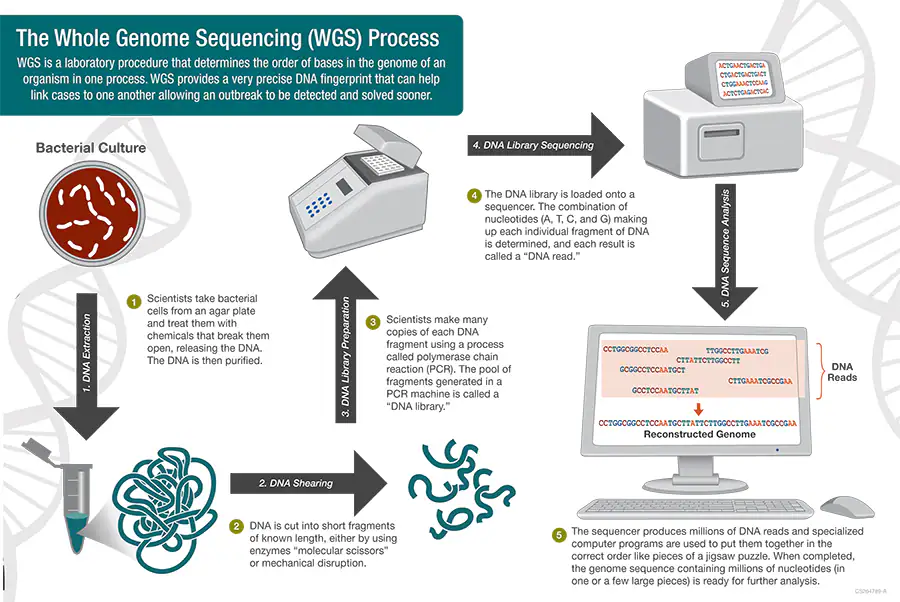 The Whole Genome Sequencing (WGS) Process
WGS is a laboratory procedure that determines the order of bases in the genome of an
organism in one process. WGS provides a very precise DNA fingerprint that can help
link cases to one another allowing an outbreak to be detected and solved sooner.
Bacterial Culture
1. DNA Extraction
1 Scientists take bacterial
cells from an agar plate
and treat them with
chemicals that break them
open, releasing the DNA.
The DNA is then purified.
2. DNA Shearing
2 DNA is cut into short fragments
of known length, either by using
enzymes “molecular scissors”
or mechanical disruption.
3. DNA Library Preparation
3 Scientists make many
copies of each DNA
fragment using a process
called polymerase chain
reaction (PCR). The pool of
fragments generated in a
PCR machine is called a
“DNA library.”
4. DNA Library Sequencing
4 The DNA library is loaded onto a
sequencer. The combination of
nucleotides (A, T, C, and G) making
up each individual fragment of DNA
is determined, and each result is
called a “DNA read.”
ACTGAACTGACTGA
CTGACTGACTGACT
CTGGAAACTCCAAG
ACTCTGAGACTGAC
5. DNA Sequence Analysis
CCTGGCGGCCTCCAA TTGGCCTTGAAATCG
CTTATTCTTGGCCTT
GCGGCCTCCAATGCT
CTTGAAATCGCCGAA
GCCTCCAATGCTTAT
DNA
Reads
CCTGGCGGCCTCCAATGCTTATTCTTGGCCTTGAAATCGCCGAA
Reconstructed Genome
5 The sequencer produces millions of DNA reads and specialized
computer programs are used to put them together in the
correct order like pieces of a jigsaw puzzle. When completed,
the genome sequence containing millions of nucleotides (in
one or a few large pieces) is ready for further analysis.
CS264789-R